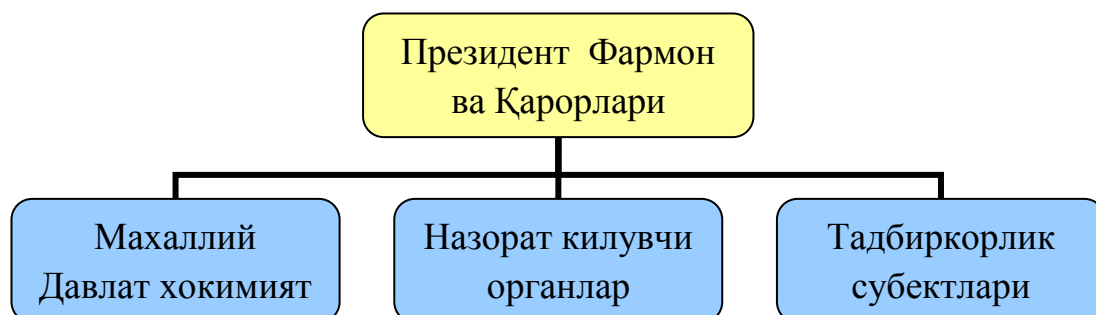 Президент Фармон
ва Қарорлари
Махаллий
Давлат хокимият
Назорат килувчи
органлар
Тадбиркорлик
субектлари